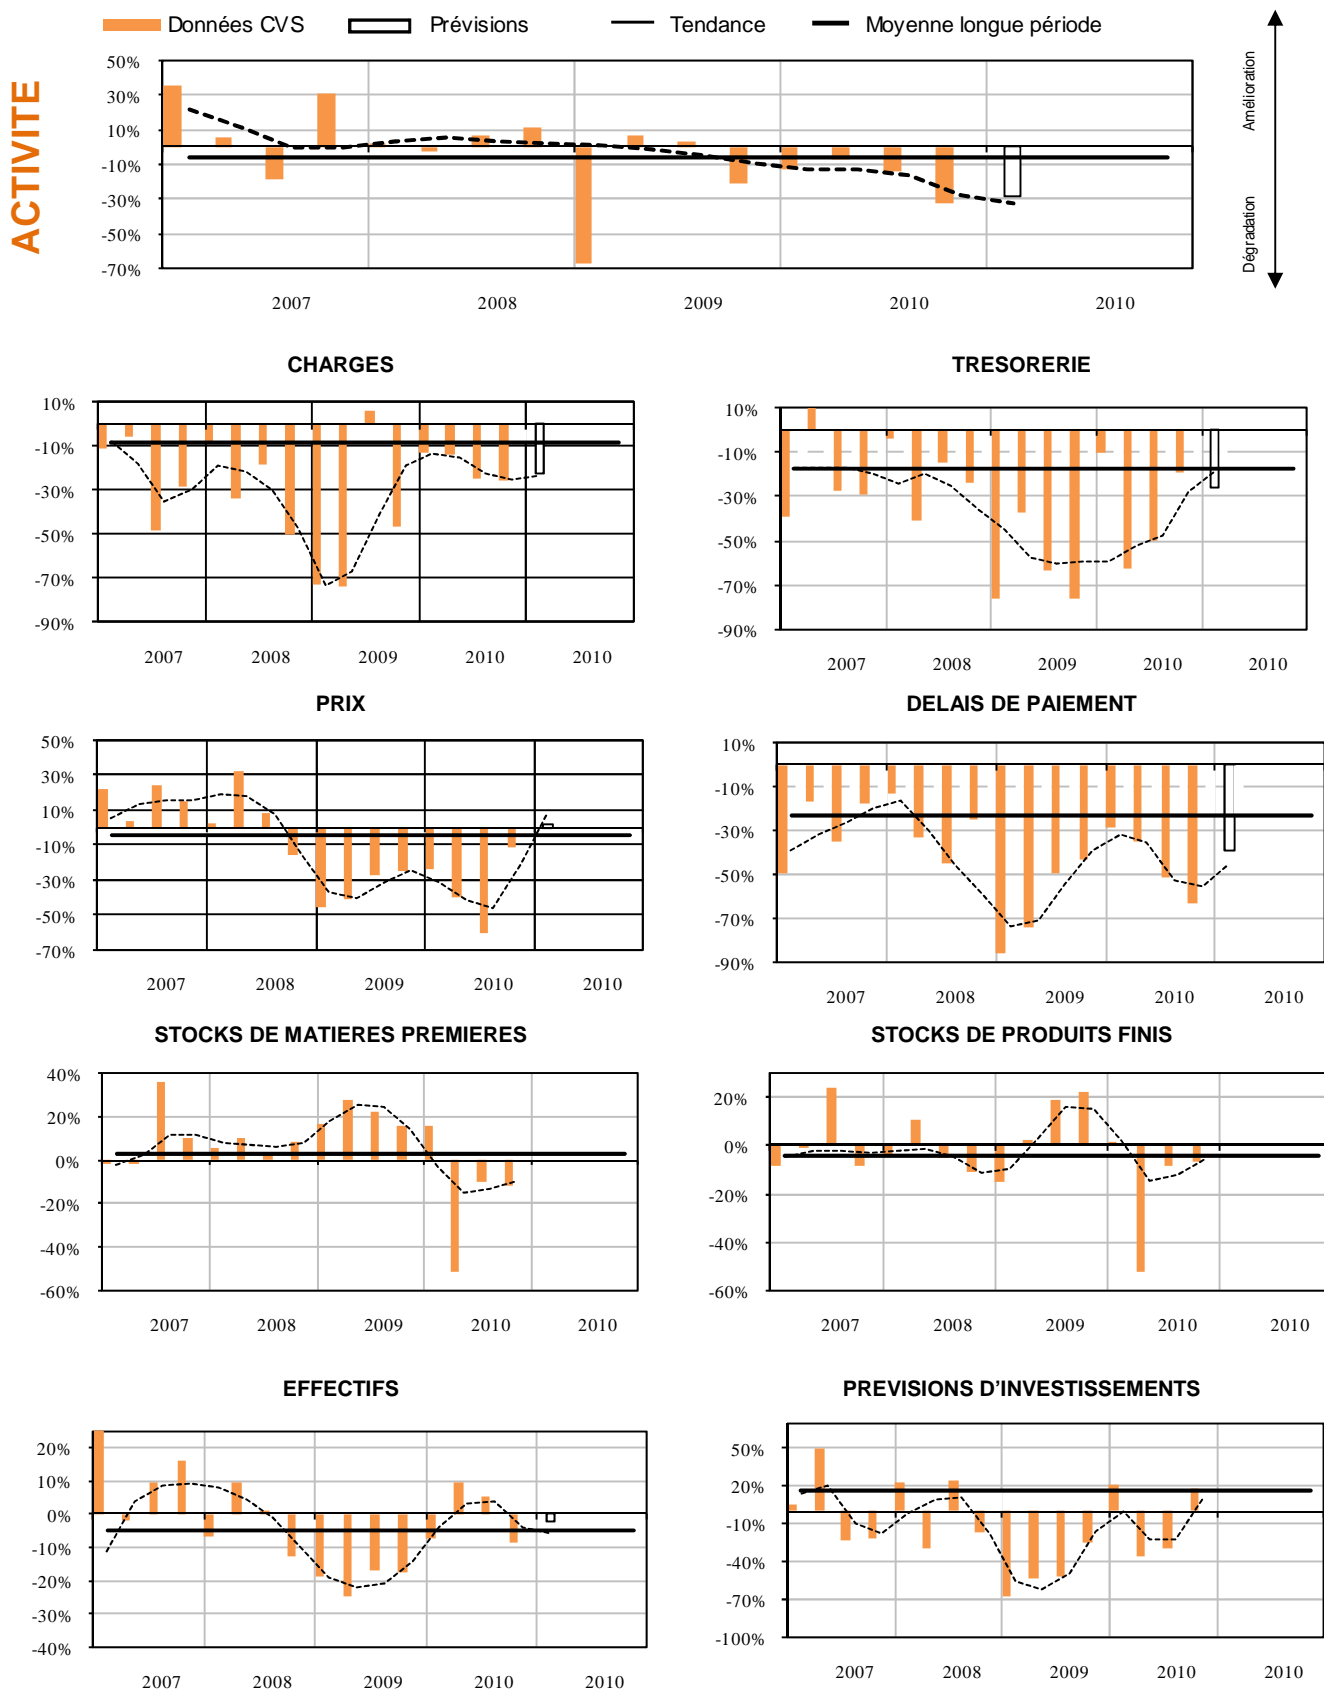 Données CVS Prévisions Tendance Moyenne longue période
ACTIVITE
Amélioration
Dégradation
50%
30%
10%
-10%
-30%
-50%
-70%
2007 2008 2009 2010 2010
CHARGES
10%
-10%
-30%
-50%
-70%
-90%
2007 2008 2009 2010 2010
TRESORERIE
10%
-10%
-30%
-50%
-70%
-90%
2007 2008 2009 2010 2010
PRIX
50%
30%
10%
-10%
-30%
-50%
-70%
2007 2008 2009 2010 2010
DELAIS DE PAIEMENT
10%
-10%
-30%
-50%
-70%
-90%
2007 2008 2009 2010 2010
STOCKS DE MATIERES PREMIERES
40%
20%
0%
-20%
-40%
-60%
2007 2008 2009 2010 2010
STOCKS DE PRODUITS FINIS
20%
0%
-20%
-40%
-60%
2007 2008 2009 2010 2010
EFFECTIFS
20%
10%
0%
-10%
-20%
-30%
-40%
2007 2008 2009 2010 2010
PREVISIONS D’INVESTISSEMENTS
50%
20%
-10%
-40%
-70%
-100%
2007 2008 2009 2010 2010